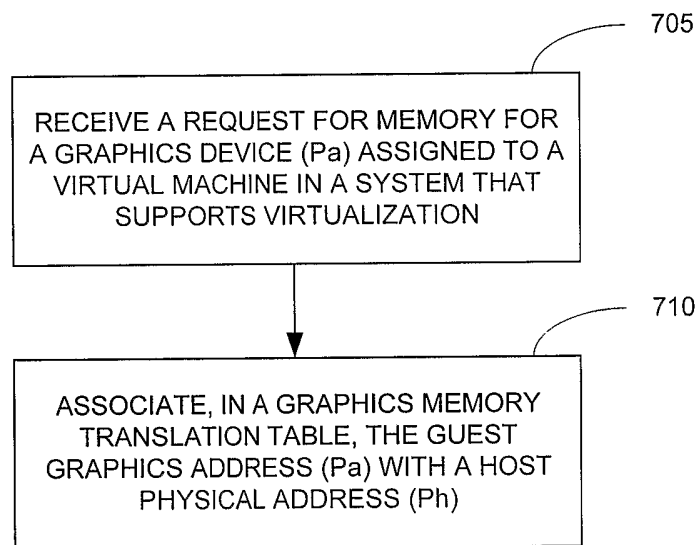 705
RECEIVE A REQUEST FOR MEMORY FOR
A GRAPHICS DEVICE (Pa) ASSIGNED TO A
VIRTUAL MACHINE IN A SYSTEM THAT
SUPPORTS VIRTUALIZATION
710
ASSOCIATE, IN A GRAPHICS MEMORY
TRANSLATION TABLE, THE GUEST
GRAPHICS ADDRESS (Pa) WITH A HOST
PHYSICAL ADDRESS (Ph)